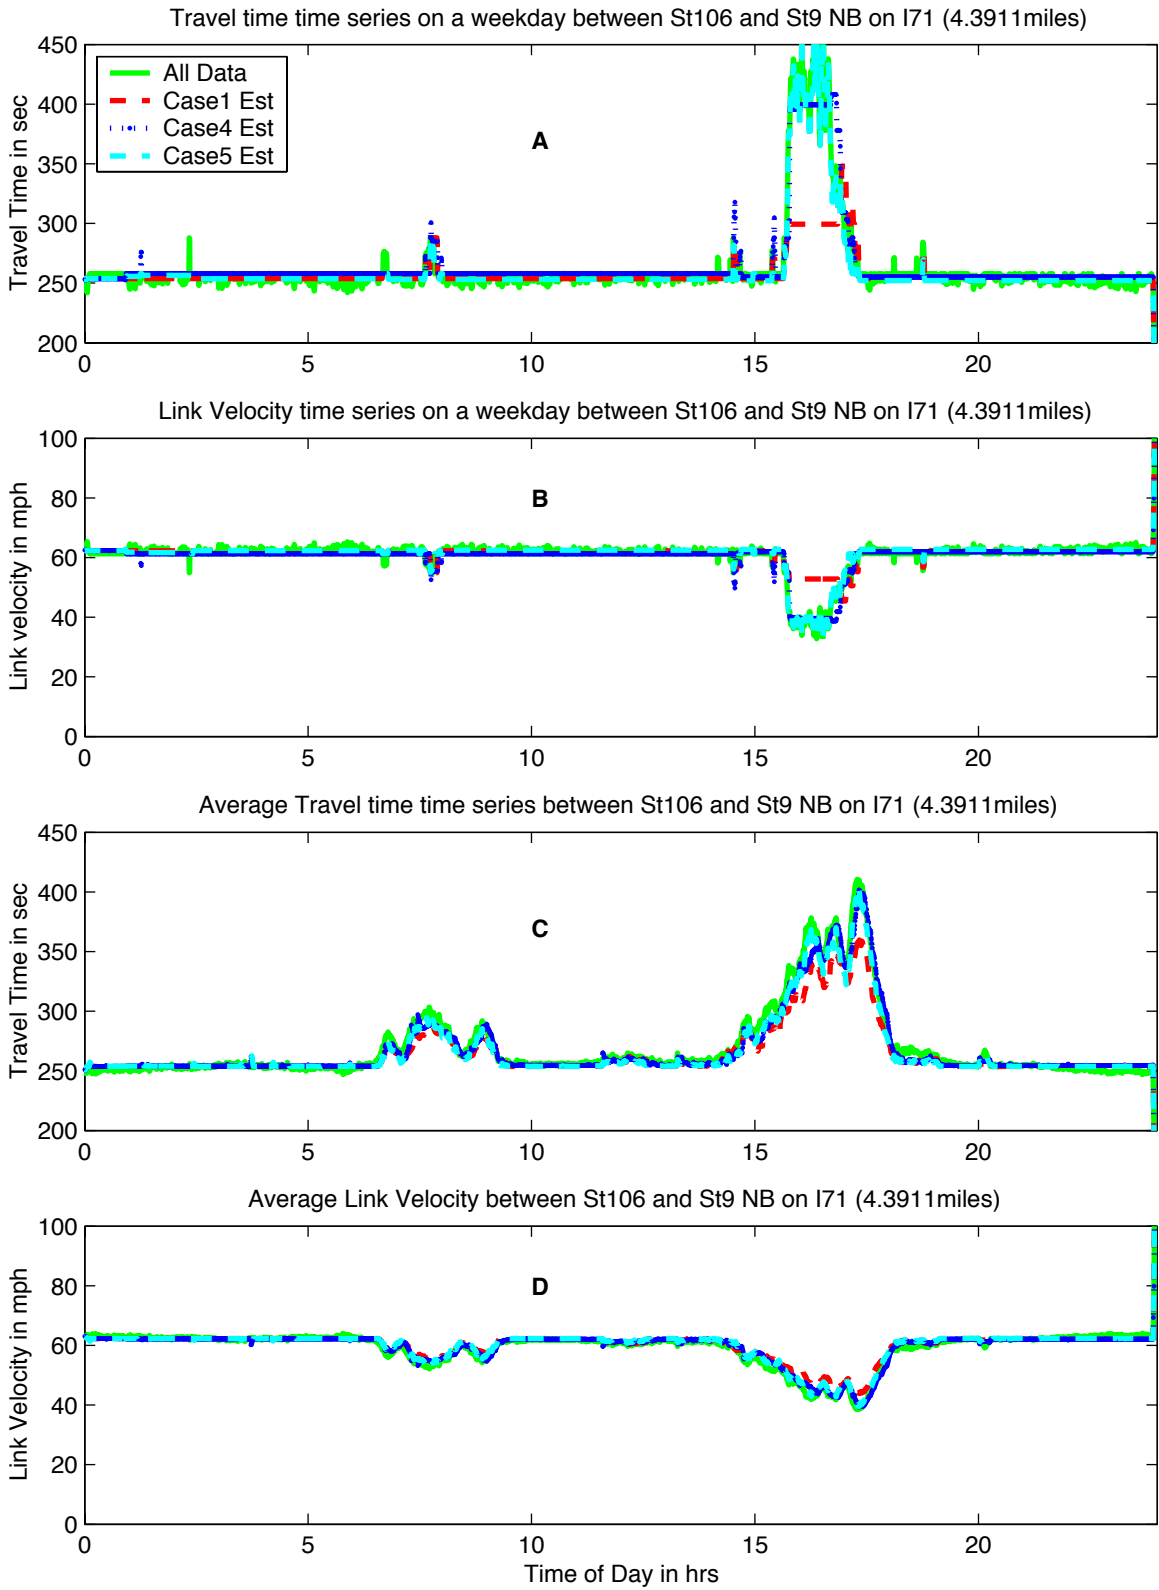 Travel time time series on a weekday between St106 and St9 NB on I71 (4.3911miles)
450
400
350
300
250
200
Travel Time in sec
All Data
Case1 Est
Case4 Est
Case5 Est
A
0 5 10 15 20
Link Velocity time series on a weekday between St106 and St9 NB on I71 (4.3911miles)
100
80
60
40
20
0
Link velocity in mph
B
0 5 10 15 20
Average Travel time time series between St106 and St9 NB on I71 (4.3911miles)
450
400
350
300
250
200
Travel Time in sec
C
0 5 10 15 20
Average Link Velocity between St106 and St9 NB on I71 (4.3911miles)
100
80
60
40
20
0
Link Velocity in mph
D
0 5 10 15 20
Time of Day in hrs